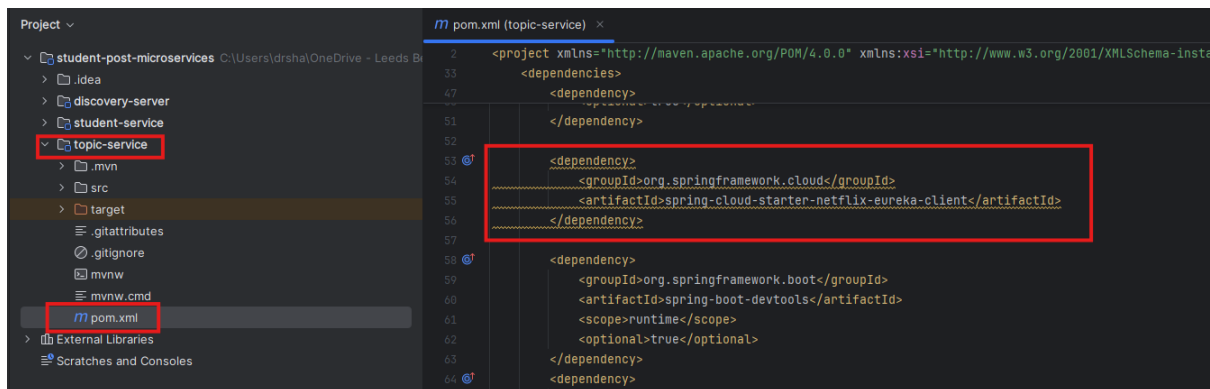 Project
student-post-microservices C:\Users\drsha\OneDrive - Leeds Be
.idea
discovery-server
student-service
topic-service
.mvn
src
target
.gitattributes
.gitignore
mvnw
mvnw.cmd
pom.xml
External Libraries
Scratches and Consoles
pom.xml (topic-service)
2 <project xmlns="http://maven.apache.org/POM/4.0.0" xmlns:xsi="http://www.w3.org/2001/XMLSchema-insta
33 <dependencies>
47 <dependency>
51 </dependency>
52
53 <dependency>
54 <groupId>org.springframework.cloud</groupId>
55 <artifactId>spring-cloud-starter-netflix-eureka-client</artifactId>
56 </dependency>
57
58 <dependency>
59 <groupId>org.springframework.boot</groupId>
60 <artifactId>spring-boot-devtools</artifactId>
61 <scope>runtime</scope>
62 <optional>true</optional>
63 </dependency>
64 <dependency>